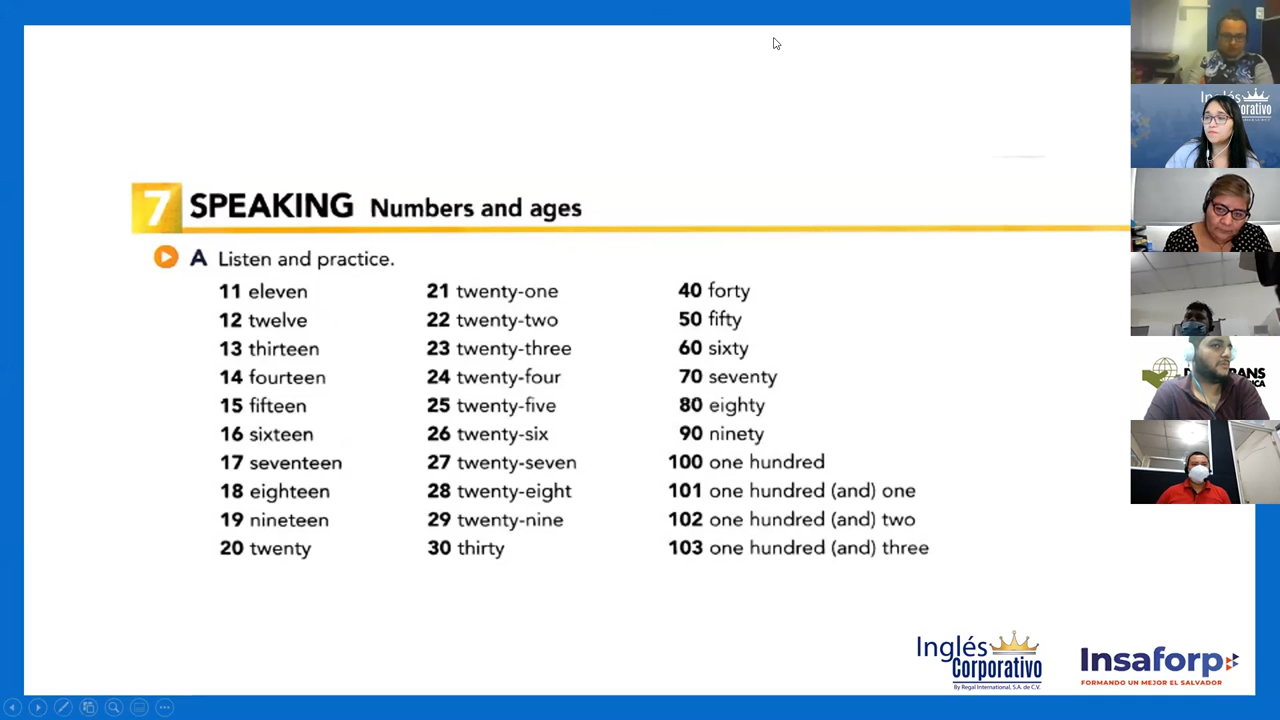 7 SPEAKING Numbers and ages
A Listen and practice.
11 eleven
12 twelve
13 thirteen
14 fourteen
15 fifteen
16 sixteen
17 seventeen
18 eighteen
19 nineteen
20 twenty
21 twenty-one
22 twenty-two
23 twenty-three
24 twenty-four
25 twenty-five
26 twenty-six
27 twenty-seven
28 twenty-eight
29 twenty-nine
30 thirty
40 forty
50 fifty
60 sixty
70 seventy
80 eighty
90 ninety
100 one hundred
101 one hundred (and) one
102 one hundred (and) two
103 one hundred (and) three
Inglés
Corporativo
By Regal International, S.A. de C.V.
Insaforp
FORMANDO UN MEJOR EL SALVADOR